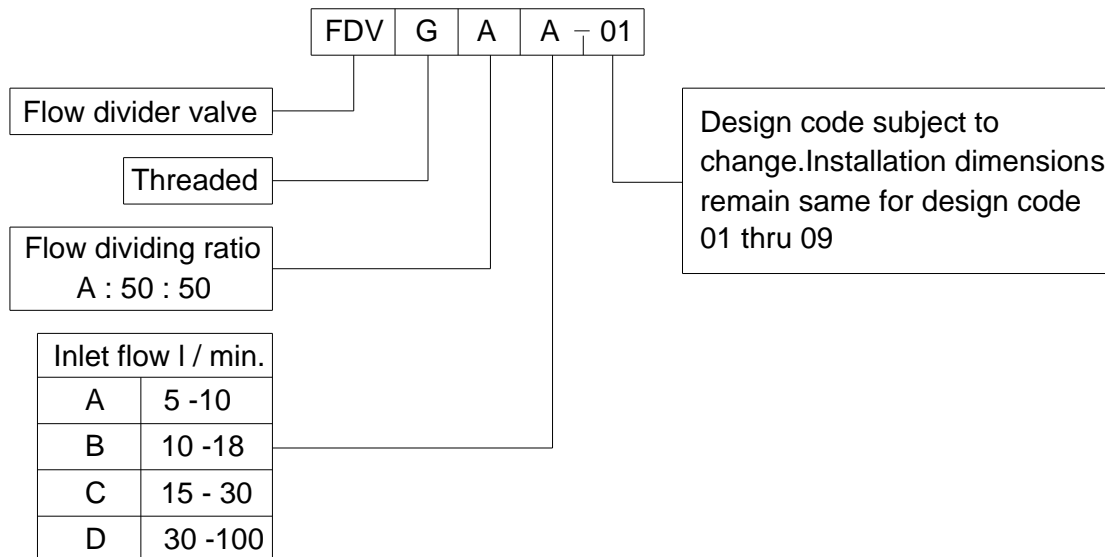 FDV G A A - 01
Flow divider valve
Threaded
Flow dividing ratio
A : 50 : 50
Inlet flow l / min.
A 5 -10
B 10 -18
C 15 - 30
D 30 -100
Design code subject to
change.Installation dimensions
remain same for design code
01 thru 09